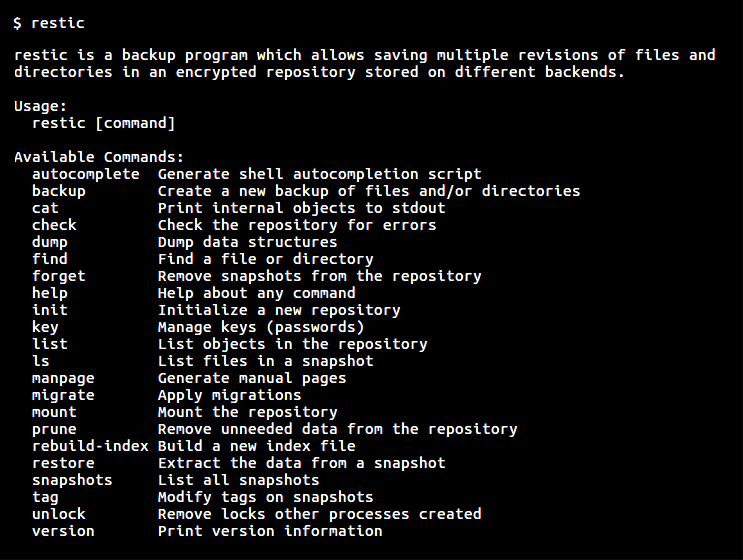 $ restic
restic is a backup program which allows saving multiple revisions of files and
directories in an encrypted repository stored on different backends.
Usage:
  restic [command]
Available Commands:
  autocomplete  Generate shell autocompletion script
  backup        Create a new backup of files and/or directories
  cat           Print internal objects to stdout
  check         Check the repository for errors
  dump          Dump data structures
  find          Find a file or directory
  forget        Remove snapshots from the repository
  help          Help about any command
  init          Initialize a new repository
  key           Manage keys (passwords)
  list          List objects in the repository
  ls            List files in a snapshot
  manpage       Generate manual pages
  migrate       Apply migrations
  mount         Mount the repository
  prune         Remove unneeded data from the repository
  rebuild-index Build a new index file
  restore       Extract the data from a snapshot
  snapshots     List all snapshots
  tag           Modify tags on snapshots
  unlock        Remove locks other processes created
  version       Print version information